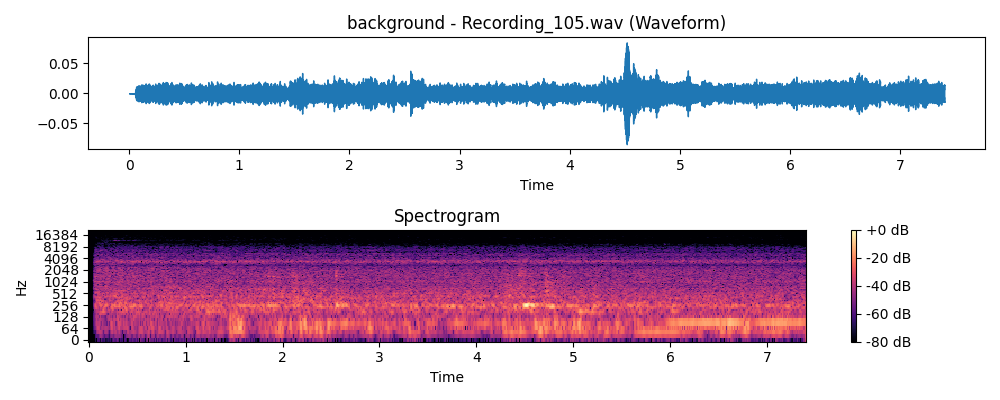 background - Recording_105.wav (Waveform)
0.05
0.00
−0.05
0 1 2 3 4 5 6 7
Time
Spectrogram
16384
8192
4096
2048
1024
512
256
128
64
0
Hz
0 1 2 3 4 5 6 7
Time
+0 dB
-20 dB
-40 dB
-60 dB
-80 dB